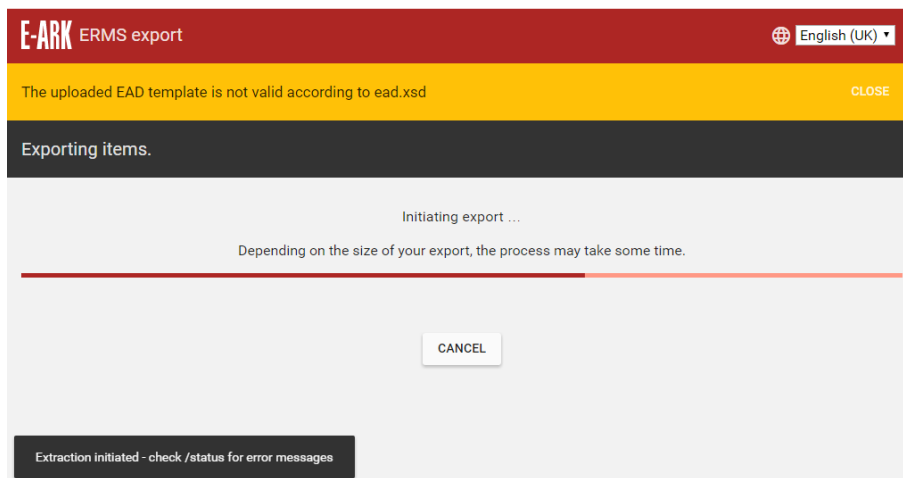 E-ARK ERMS export
English (UK)
The uploaded EAD template is not valid according to ead.xsd
CLOSE
Exporting items.
Initiating export ...
Depending on the size of your export, the process may take some time.
CANCEL
Extraction initiated - check /status for error messages